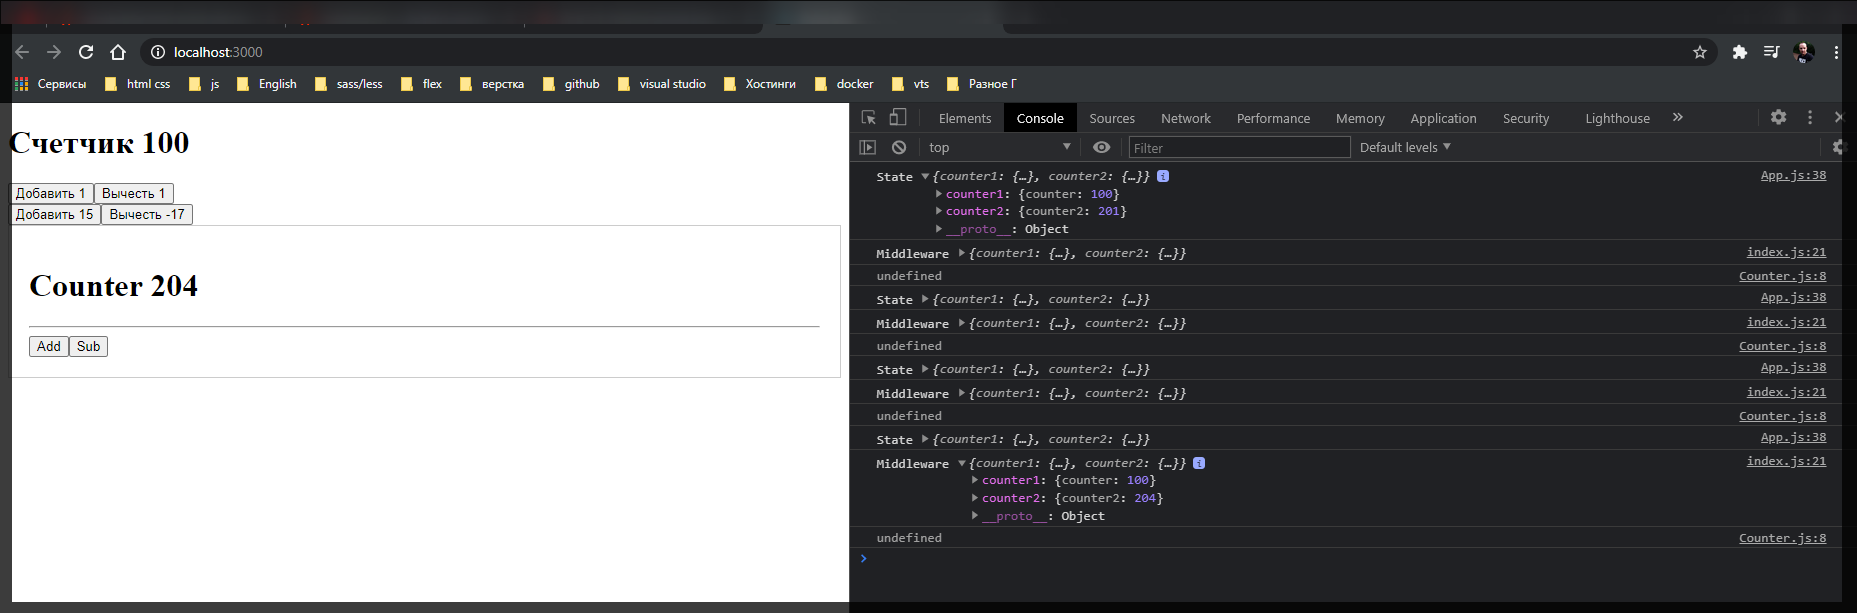 localhost:3000
Сервисы html css js English sass/less flex верстка github visual studio Хостинги docker vts Разное Г
Счетчик 100
Добавить 1 Вычесть 1
Добавить 15 Вычесть -17
Counter 204
Add Sub
Elements Console Sources Network Performance Memory Application Security Lighthouse »
top Filter Default levels
State {counter1: {…}, counter2: {…}} i App.js:38
counter1: {counter: 100}
counter2: {counter2: 201}
__proto__: Object
Middleware {counter1: {…}, counter2: {…}} index.js:21
undefined Counter.js:8
State {counter1: {…}, counter2: {…}} App.js:38
Middleware {counter1: {…}, counter2: {…}} index.js:21
undefined Counter.js:8
State {counter1: {…}, counter2: {…}} App.js:38
Middleware {counter1: {…}, counter2: {…}} index.js:21
undefined Counter.js:8
State {counter1: {…}, counter2: {…}} App.js:38
Middleware {counter1: {…}, counter2: {…}} i index.js:21
counter1: {counter: 100}
counter2: {counter2: 204}
__proto__: Object
undefined Counter.js:8